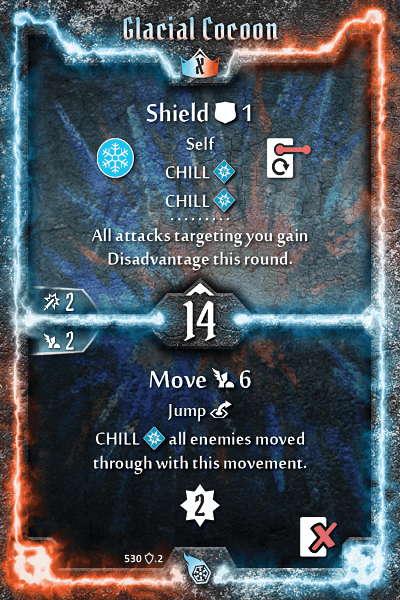 Glacial Cocoon
X
Shield 1
Self
CHILL
CHILL
All attacks targeting you gain
Disadvantage this round.
2
14
2
Move 6
Jump
CHILL all enemies moved
through with this movement.
2
530 .2